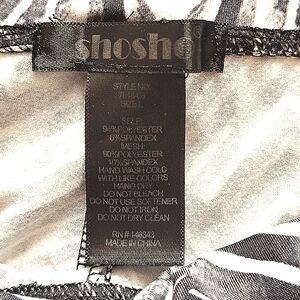 shosho
STYLE NO.
SIZE:
SELF:
94%POLYESTER
6%SPANDEX
MESH:
90%POLYESTER
10%SPANDEX
HAND WASH COLD
WITH LIKE COLORS
HANG DRY
DO NOT BLEACH
DO NOT USE SOFTENER
DO NOT IRON
DO NOT DRY CLEAN
RN# 146343
MADE IN CHINA